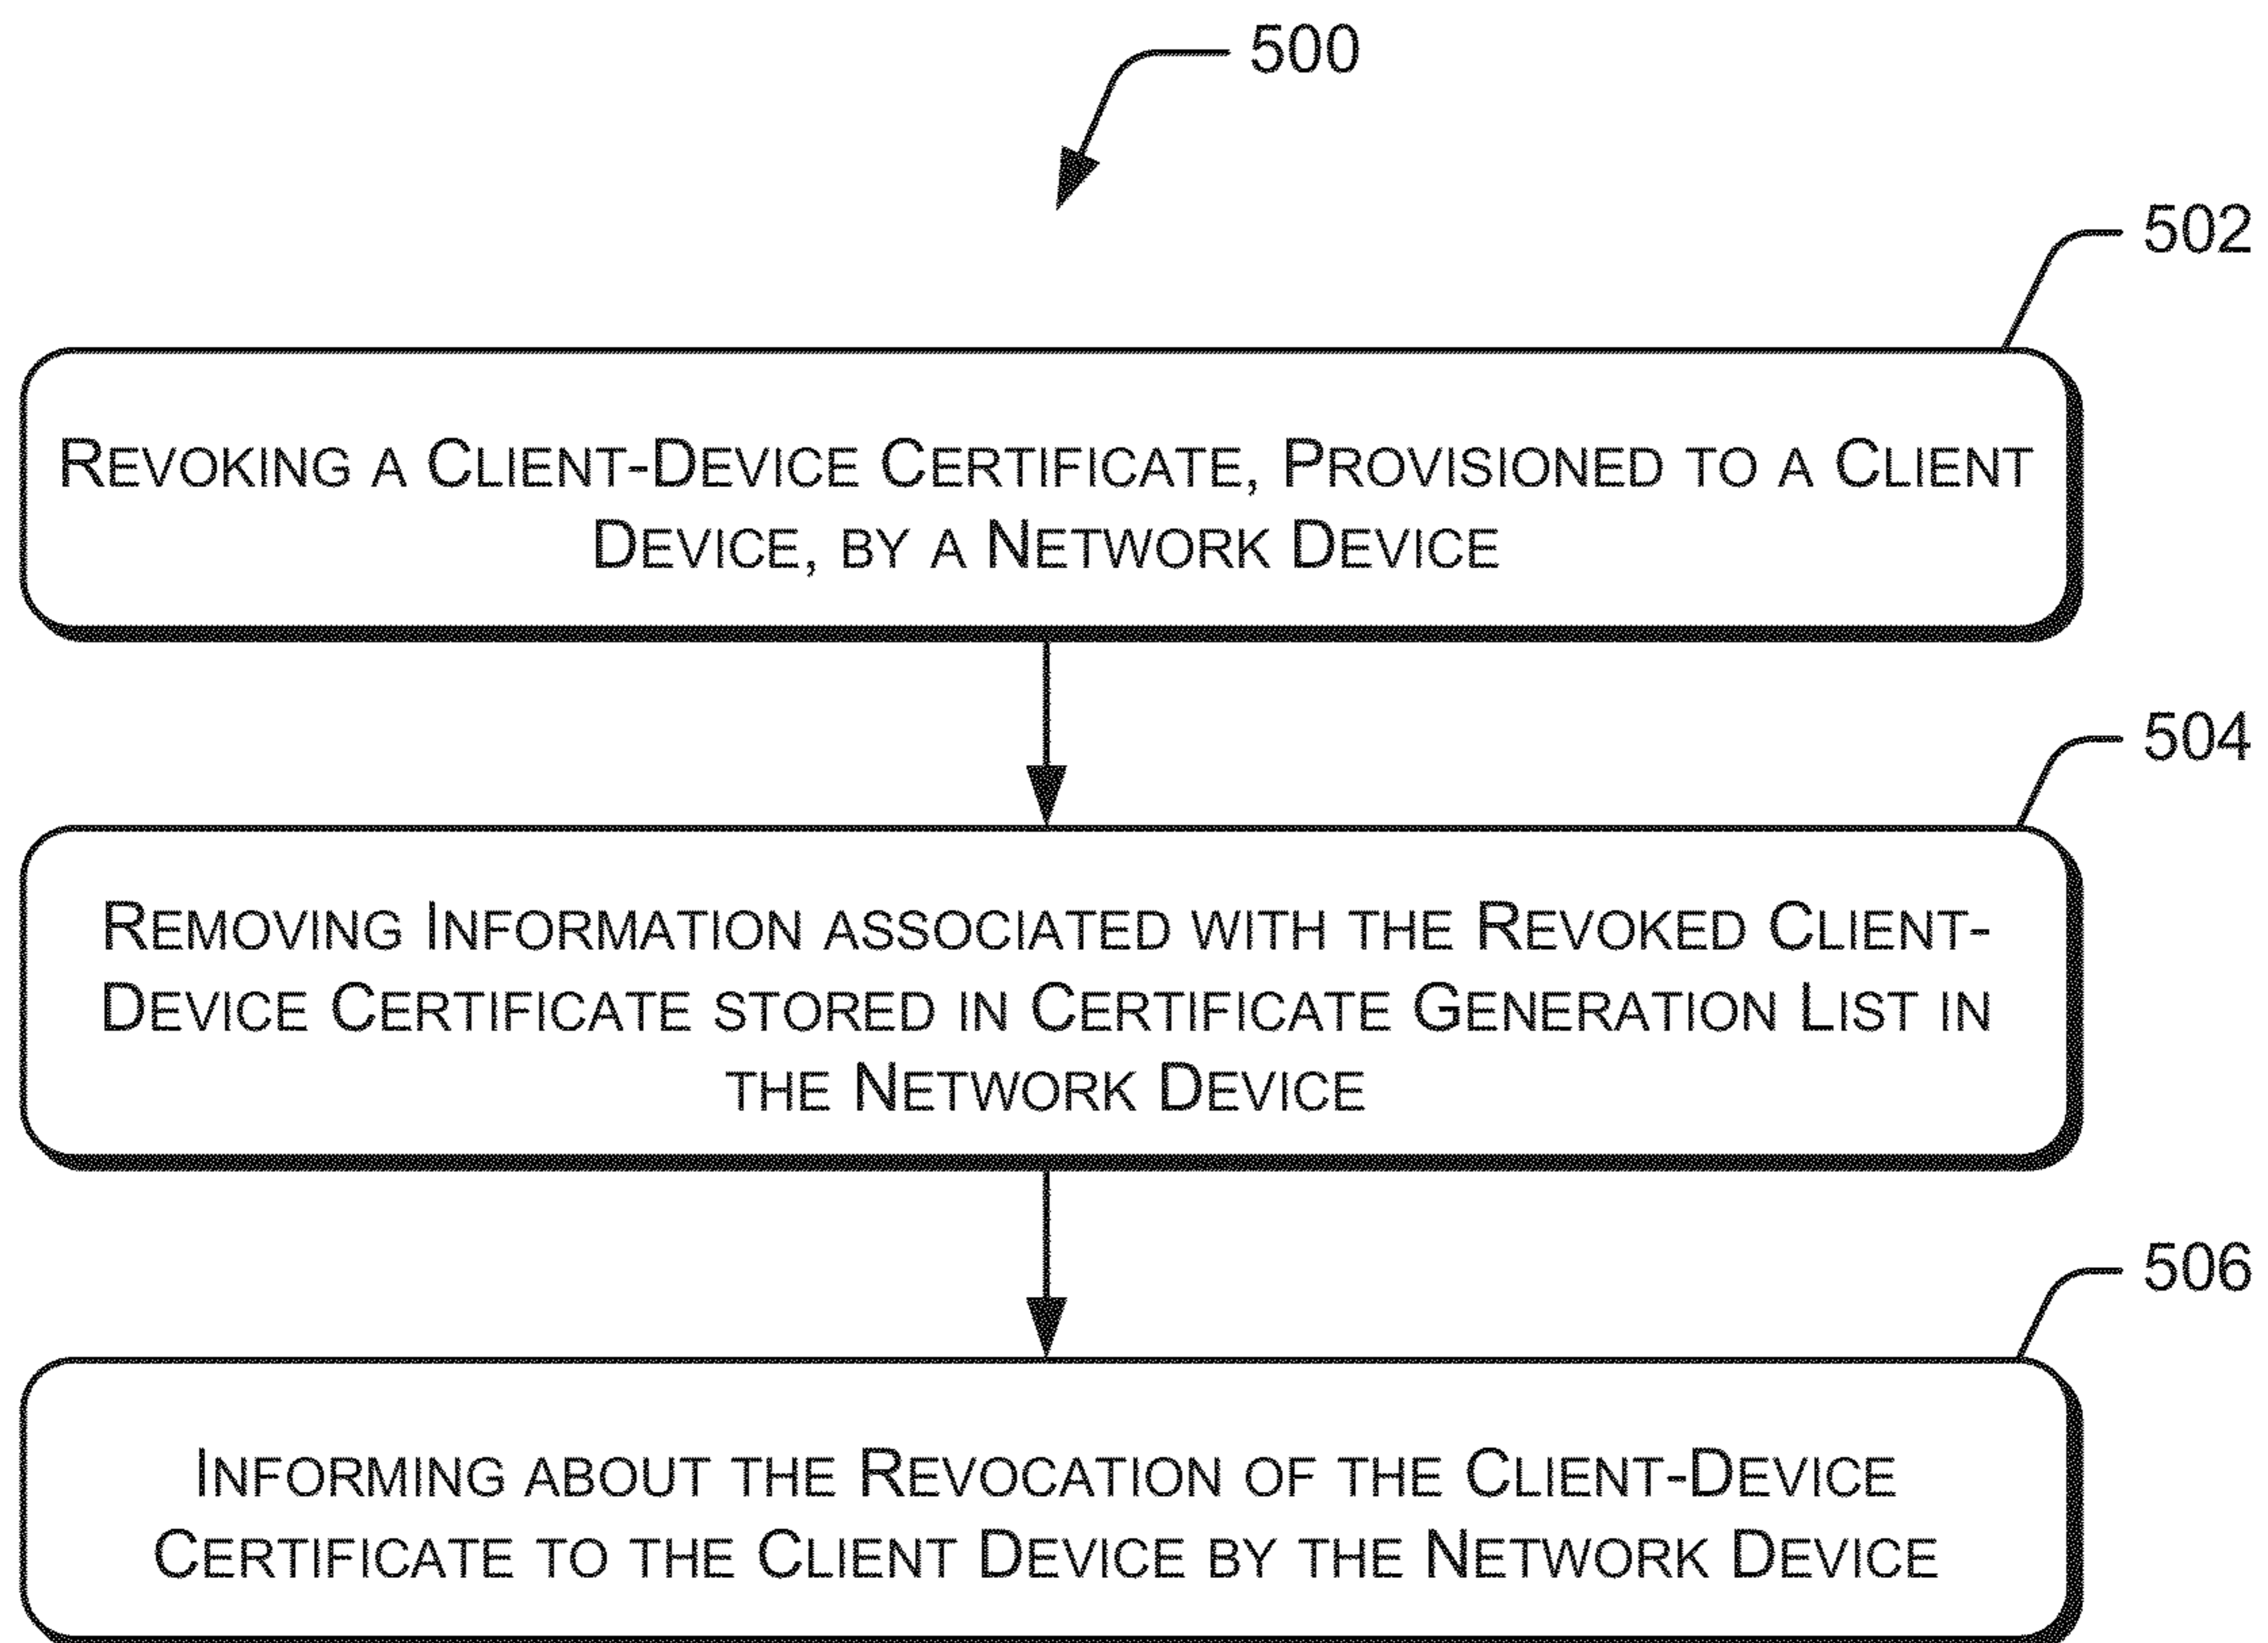 500
502
REVOKING A CLIENT-DEVICE CERTIFICATE, PROVISIONED TO A CLIENT
DEVICE, BY A NETWORK DEVICE
504
REMOVING INFORMATION ASSOCIATED WITH THE REVOKED CLIENT-
DEVICE CERTIFICATE STORED IN CERTIFICATE GENERATION LIST IN
THE NETWORK DEVICE
506
INFORMING ABOUT THE REVOCATION OF THE CLIENT-DEVICE
CERTIFICATE TO THE CLIENT DEVICE BY THE NETWORK DEVICE